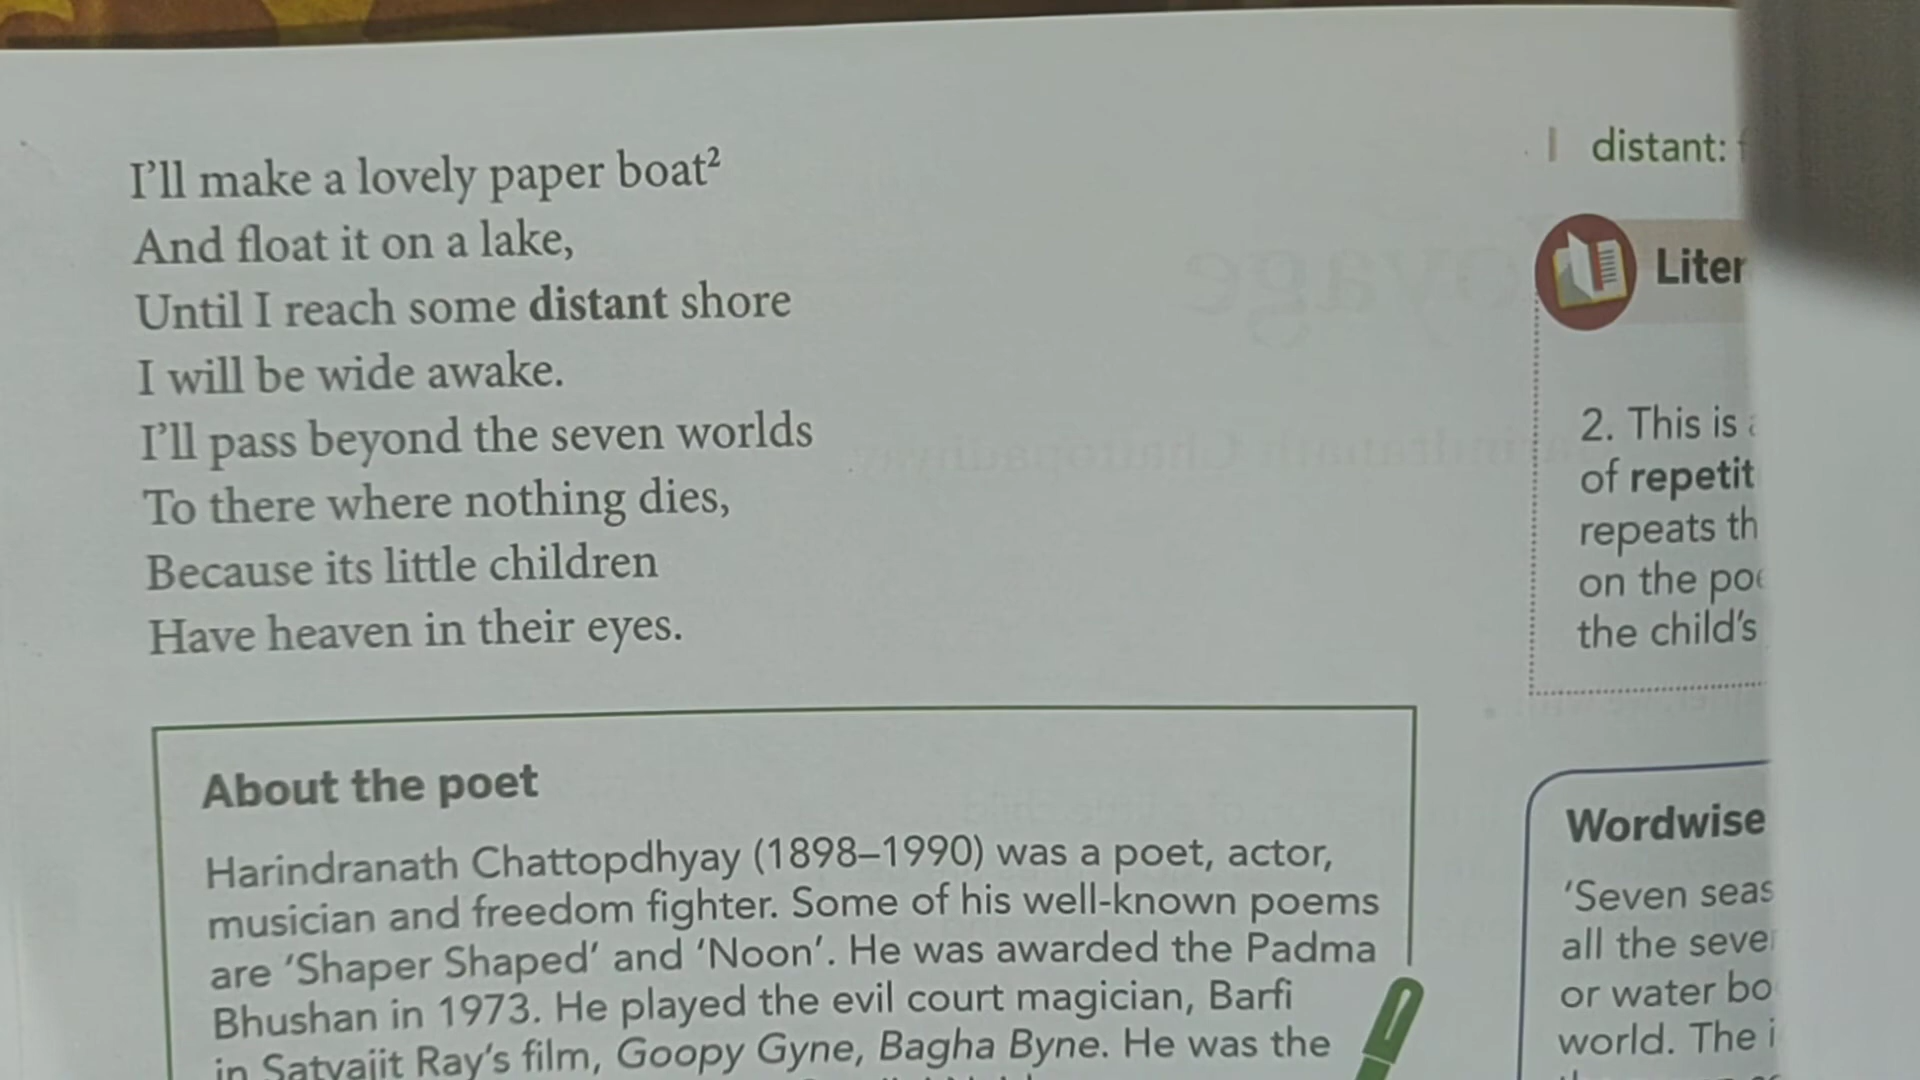 I'll make a lovely paper boat²
And float it on a lake,
Until I reach some distant shore
I will be wide awake.
I'll pass beyond the seven worlds
To there where nothing dies,
Because its little children
Have heaven in their eyes.
About the poet
Harindranath Chattopdhyay (1898–1990) was a poet, actor,
musician and freedom fighter. Some of his well-known poems
are ‘Shaper Shaped’ and ‘Noon’. He was awarded the Padma
Bhushan in 1973. He played the evil court magician, Barfi
in Satyajit Ray's film, Goopy Gyne, Bagha Byne. He was the
distant:
Liter
2. This is
of repetit
repeats th
on the po
the child's
Wordwise
‘Seven seas
all the seve
or water bo
world. The i